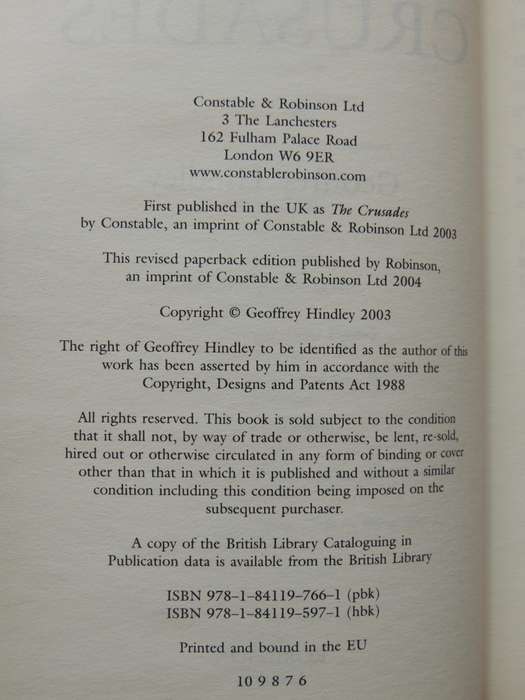 CRUSADES
Constable & Robinson Ltd
3 The Lanchesters
162 Fulham Palace Road
London W6 9ER
www.constablerobinson.com
First published in the UK as The Crusades
by Constable, an imprint of Constable & Robinson Ltd 2003
This revised paperback edition published by Robinson,
an imprint of Constable & Robinson Ltd 2004
Copyright © Geoffrey Hindley 2003
The right of Geoffrey Hindley to be identified as the author of this
work has been asserted by him in accordance with the
Copyright, Designs and Patents Act 1988
All rights reserved. This book is sold subject to the condition
that it shall not, by way of trade or otherwise, be lent, re-sold,
hired out or otherwise circulated in any form of binding or cover
other than that in which it is published and without a similar
condition including this condition being imposed on the
subsequent purchaser.
A copy of the British Library Cataloguing in
Publication data is available from the British Library
ISBN 978-1-84119-766-1 (pbk)
ISBN 978-1-84119-597-1 (hbk)
Printed and bound in the EU
10 9 8 7 6